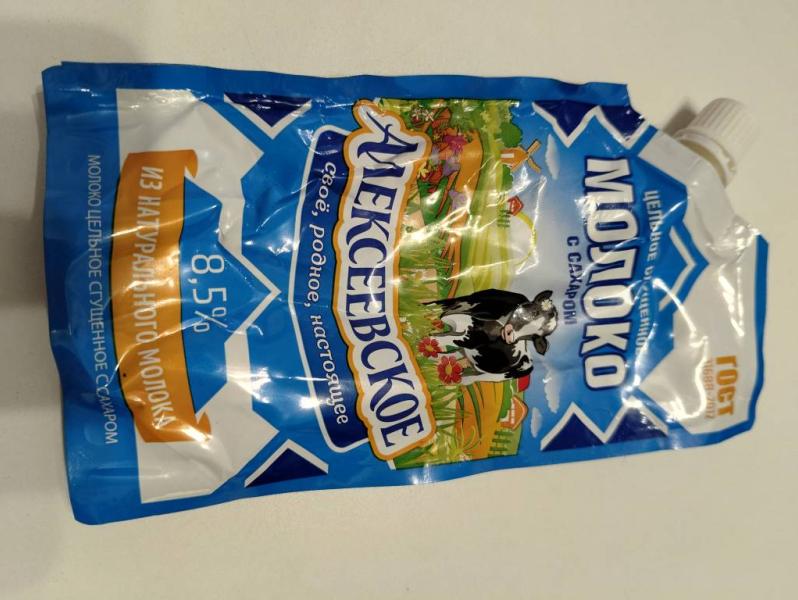 ГОСТ
ЦЕЛЬНОЕ СГУЩЕННОЕ
МОЛОКО
С САХАРОМ
АЛЕКСЕЕВСКОЕ
своё, родное, настоящее
8,5%
ИЗ НАТУРАЛЬНОГО МОЛОКА
МОЛОКО ЦЕЛЬНОЕ СГУЩЕННОЕ С САХАРОМ